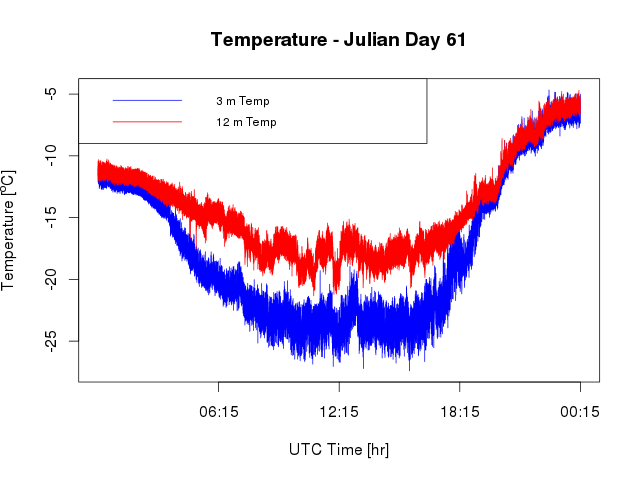 Temperature - Julian Day 61
3 m Temp
12 m Temp
Temperature [°C]
-5
-10
-15
-20
-25
06:15 12:15 18:15 00:15
UTC Time [hr]